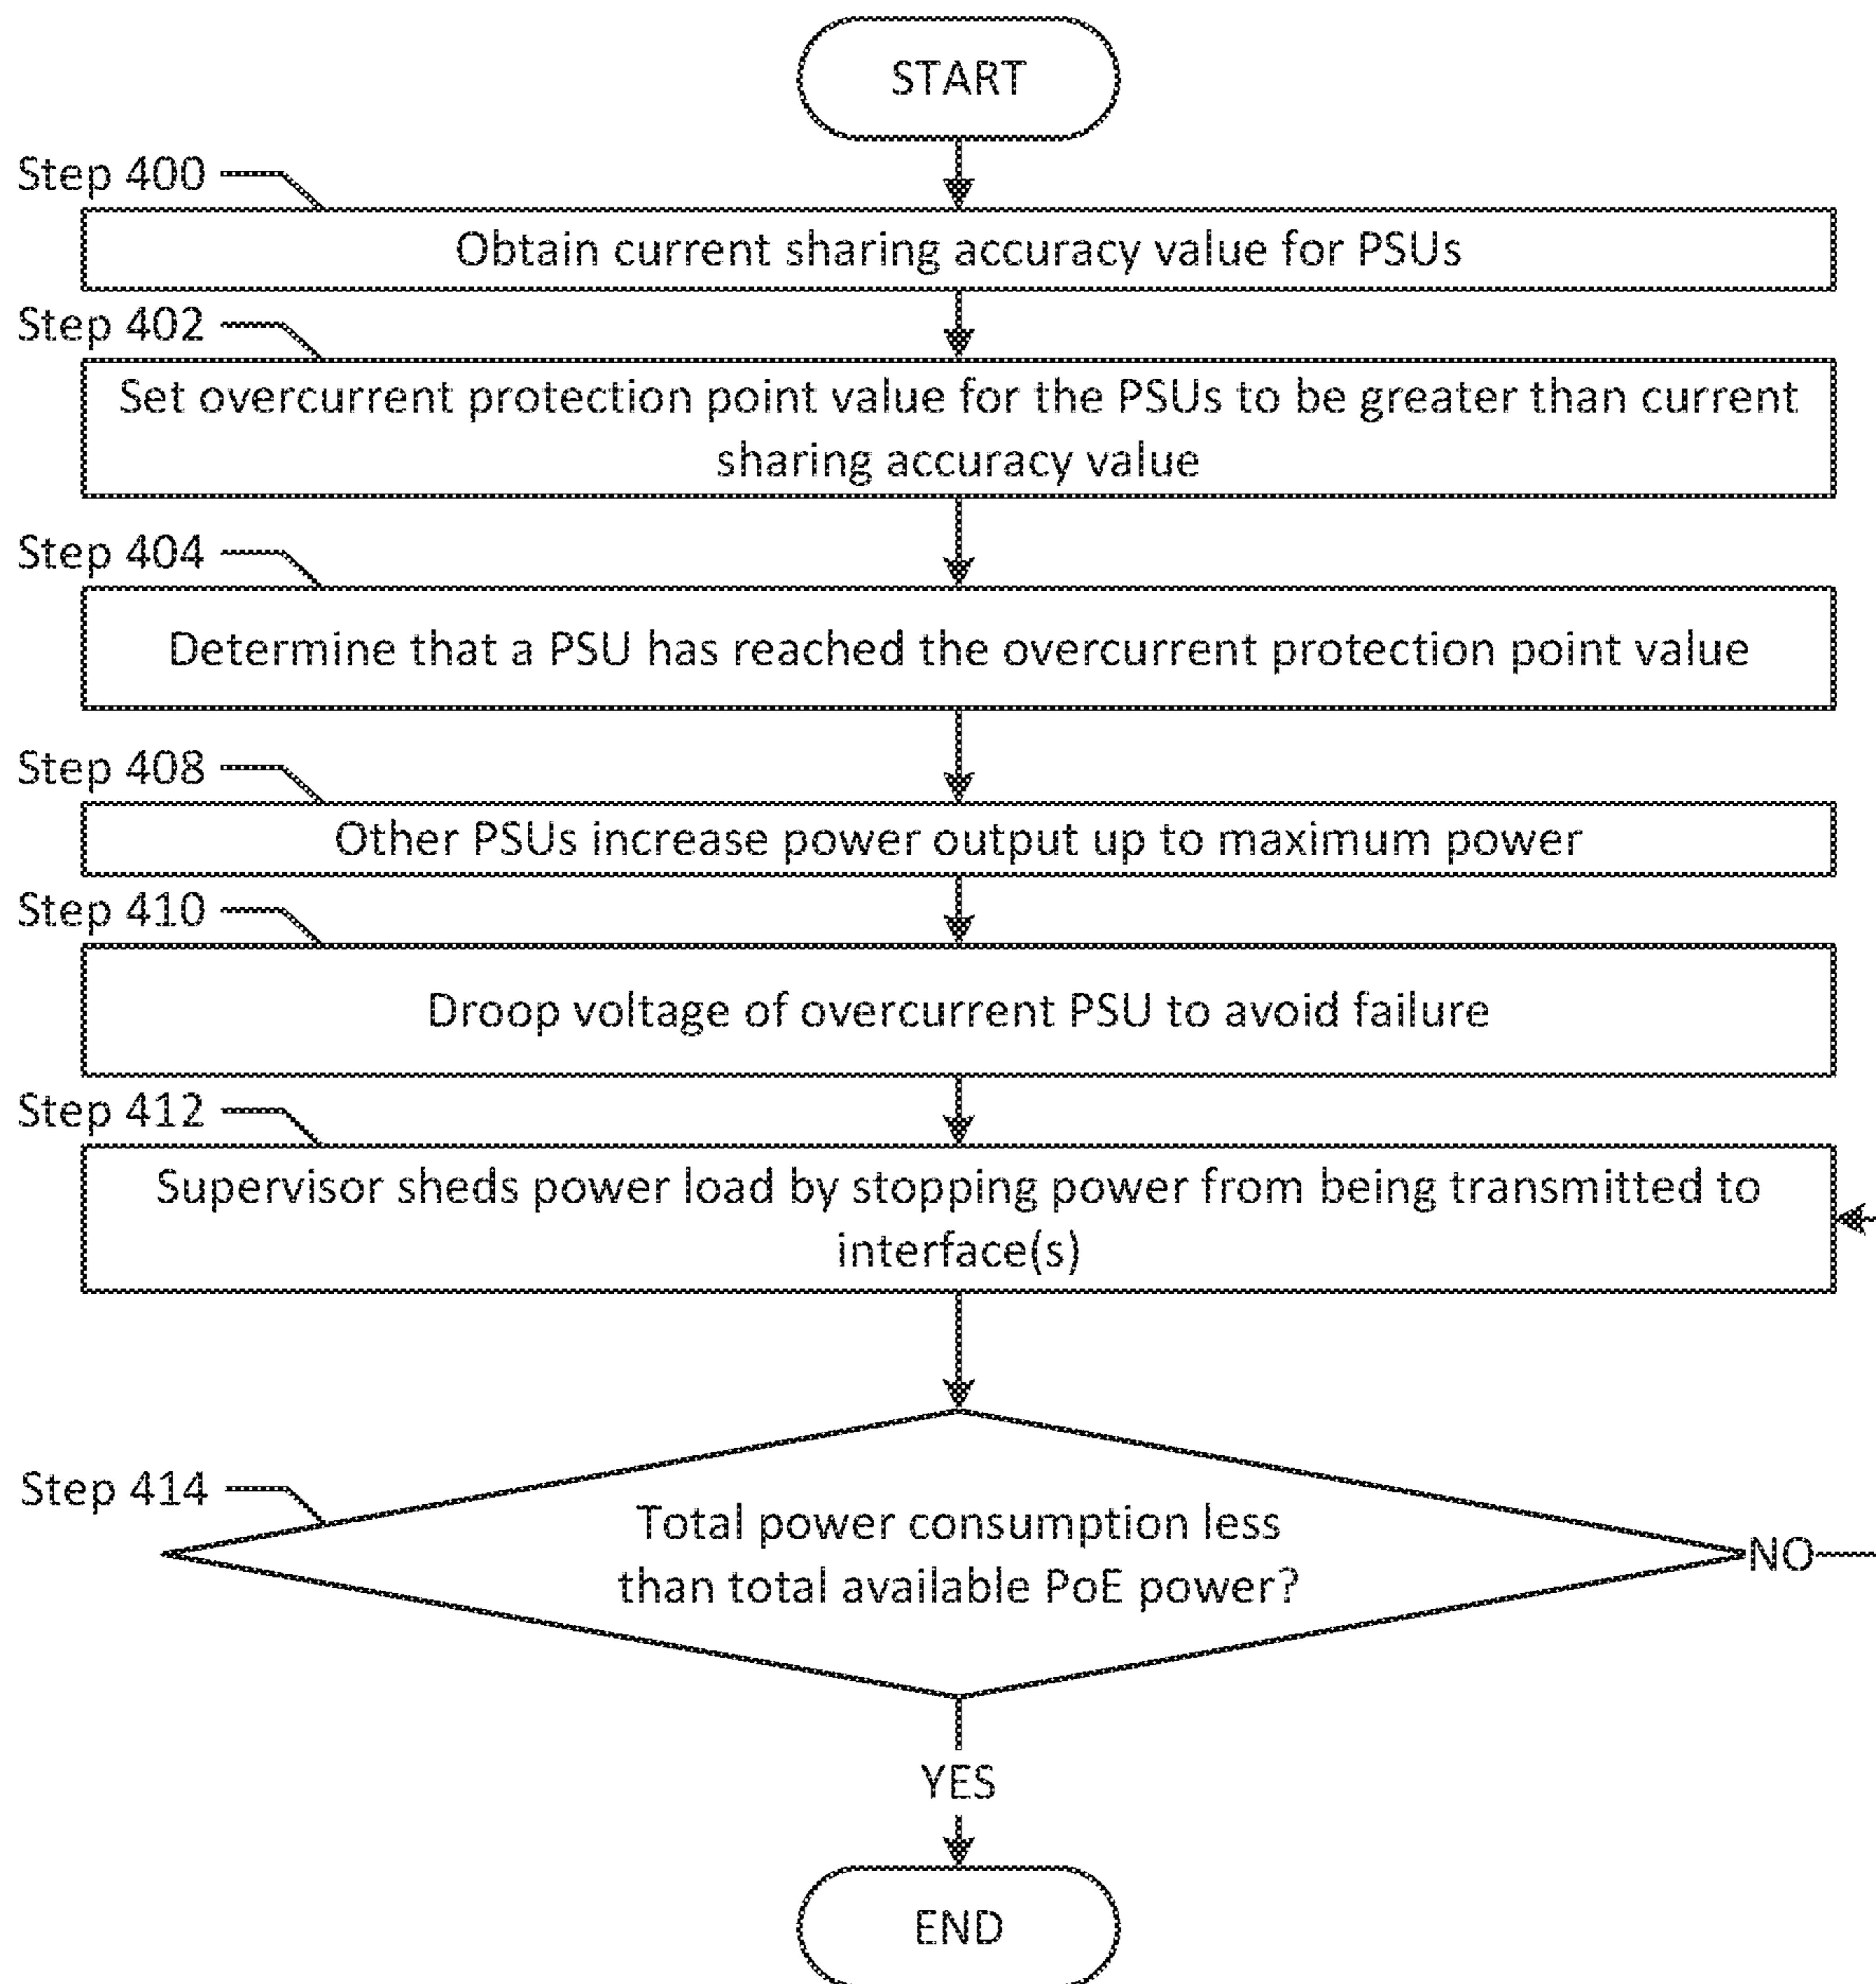 START
Step 400
Obtain current sharing accuracy value for PSUs
Step 402
Set overcurrent protection point value for the PSUs to be greater than current
sharing accuracy value
Step 404
Determine that a PSU has reached the overcurrent protection point value
Step 408
Other PSUs increase power output up to maximum power
Step 410
Droop voltage of overcurrent PSU to avoid failure
Step 412
Supervisor sheds power load by stopping power from being transmitted to
interface(s)
Step 414
Total power consumption less
than total available PoE power?
NO
YES
END